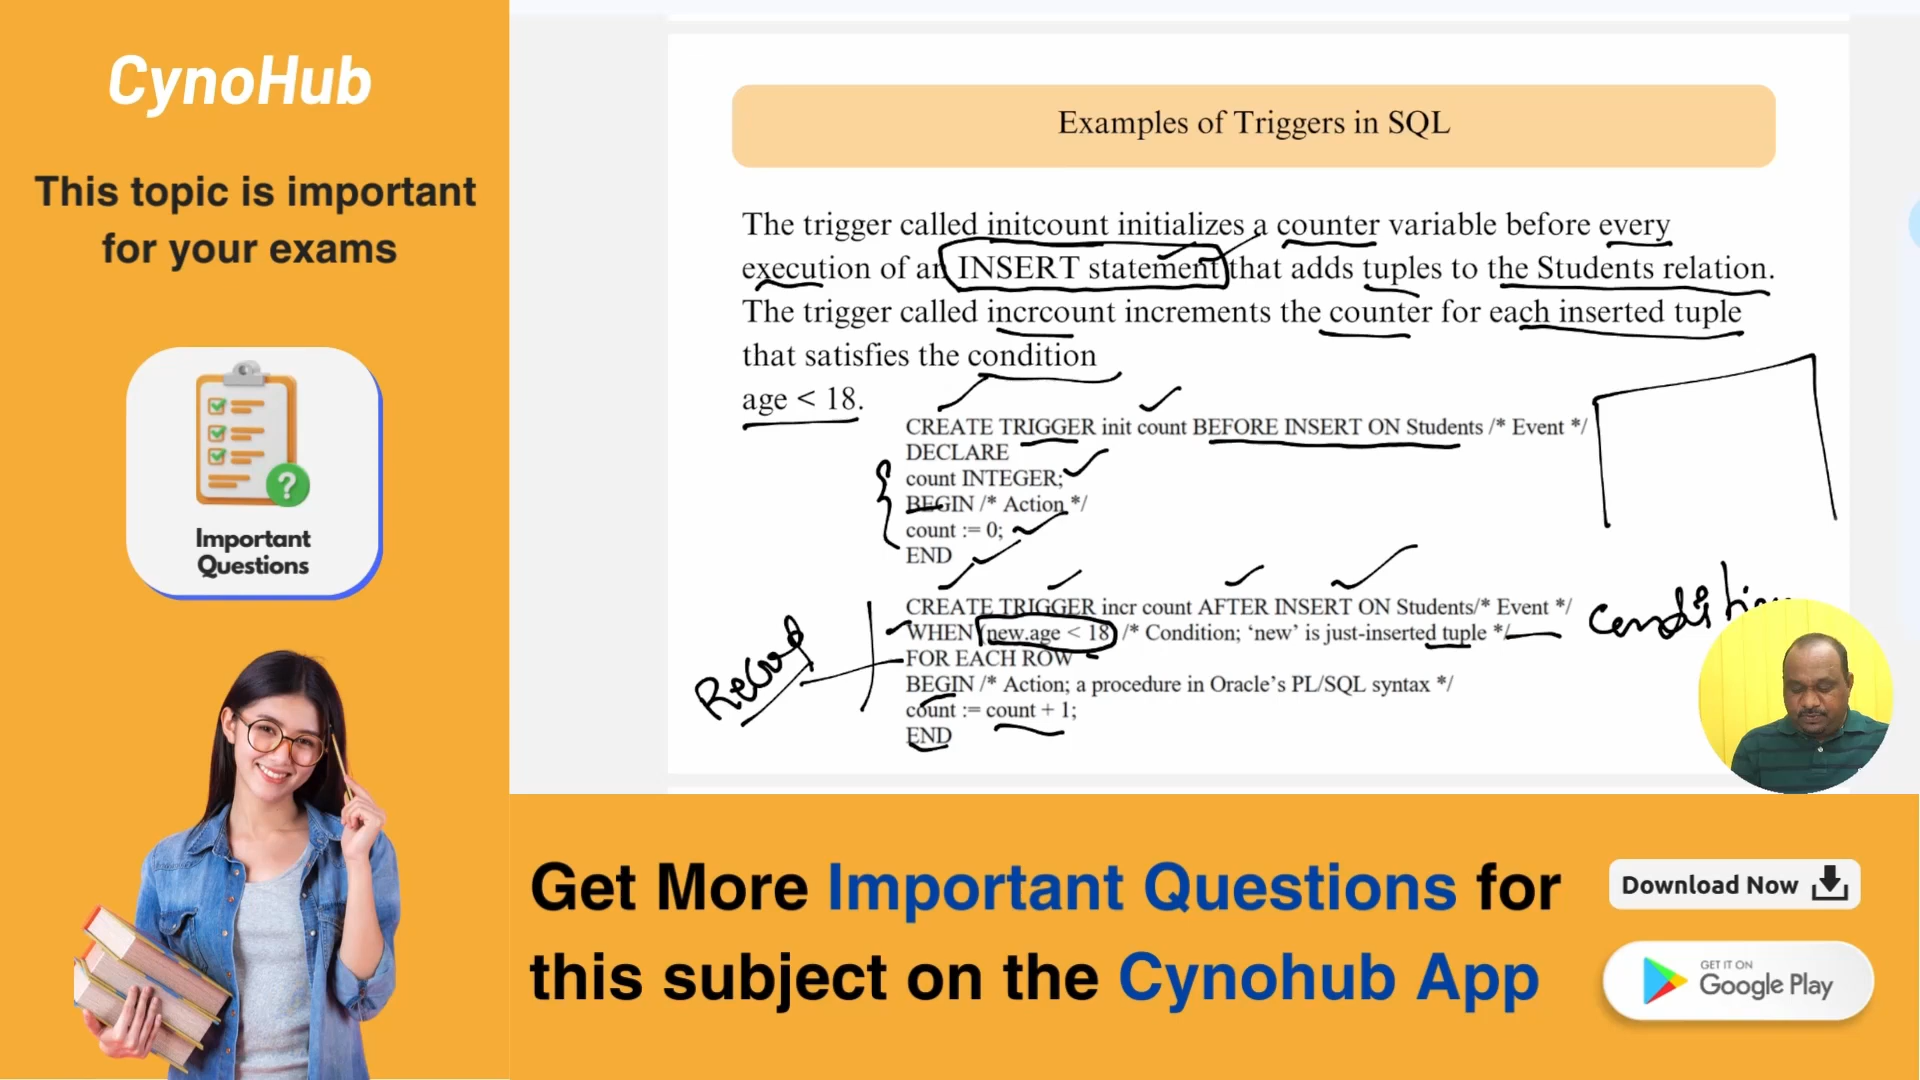 CynoHub
This topic is important
for your exams
Important
Questions
Examples of Triggers in SQL
The trigger called initcount initializes a counter variable before every
execution of an INSERT statement that adds tuples to the Students relation.
The trigger called incrcount increments the counter for each inserted tuple
that satisfies the condition
age < 18.
CREATE TRIGGER init count BEFORE INSERT ON Students /* Event */
DECLARE
count INTEGER;
BEGIN /* Action */
count := 0;
END
CREATE TRIGGER incr count AFTER INSERT ON Students/* Event */
WHEN (new.age < 18) /* Condition; ‘new’ is just-inserted tuple */
FOR EACH ROW
BEGIN /* Action; a procedure in Oracle’s PL/SQL syntax */
count := count + 1;
END
Record
Condition
Get More Important Questions for
this subject on the Cynohub App
Download Now
GET IT ON
Google Play